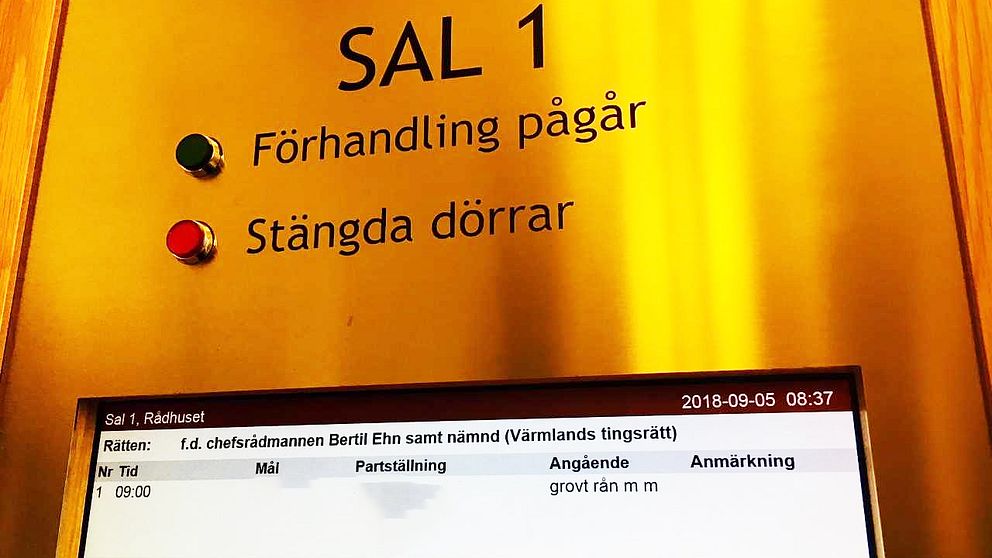 SAL 1
Förhandling pågår
Stängda dörrar
Sal 1, Rådhuset 2018-09-05 08:37
Rätten: f.d. chefsrådmannen Bertil Ehn samt nämnd (Värmlands tingsrätt)
Nr Tid Mål Partställning Angående Anmärkning
1 09:00 grovt rån m m